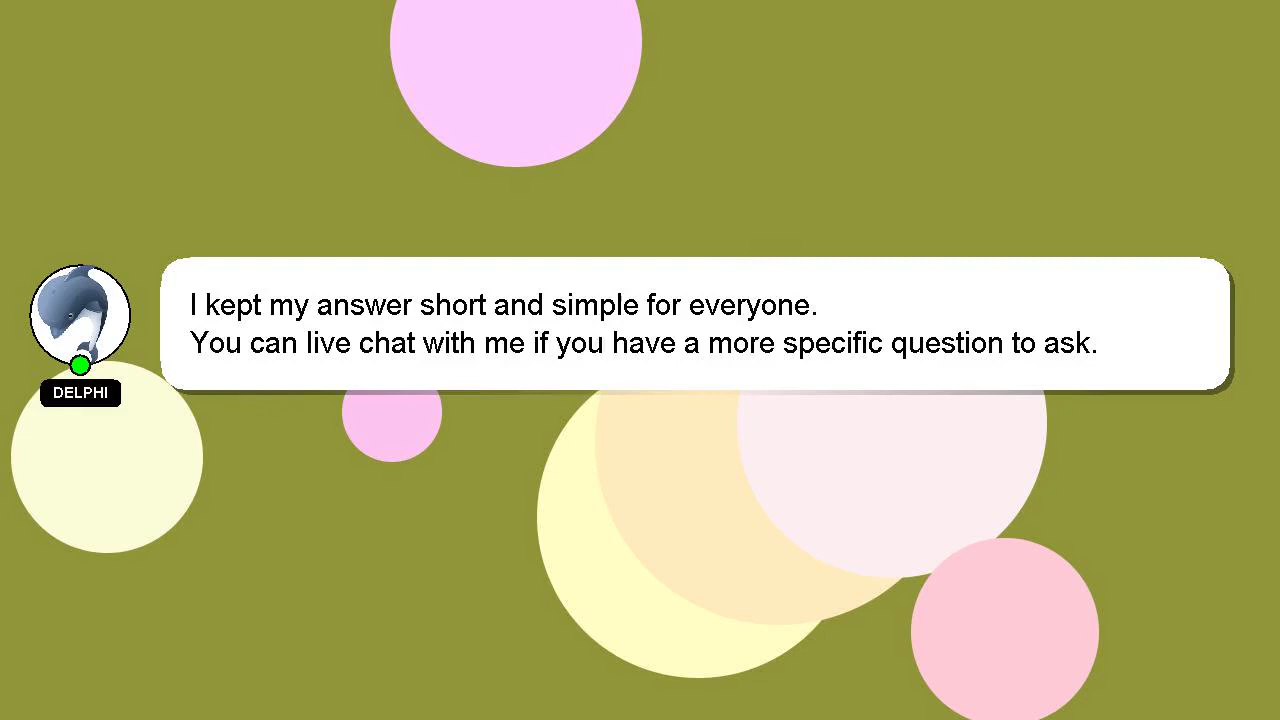 I kept my answer short and simple for everyone.
You can live chat with me if you have a more specific question to ask.
DELPHI